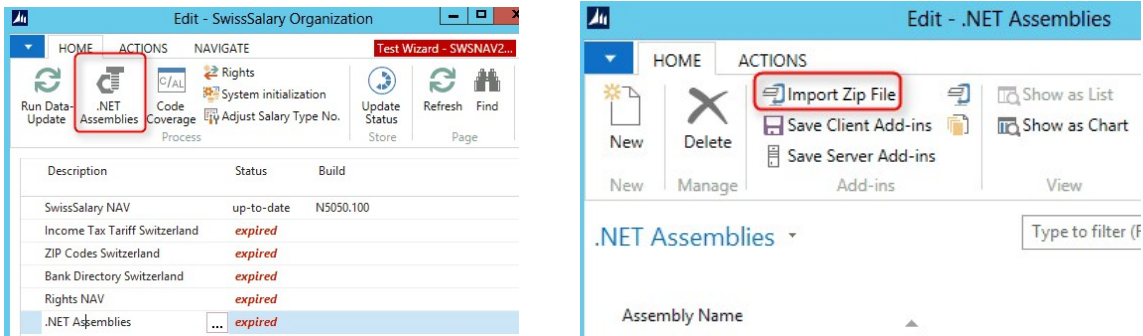 Edit - SwissSalary Organization
HOME ACTIONS NAVIGATE Test Wizard - SWSNAV2...
Run Data-Update
.NET Assemblies
C/AL
Code Coverage
Rights
System initialization
Adjust Salary Type No.
Update Status
Refresh
Find
Process Store Page
Description Status Build
SwissSalary NAV up-to-date N5050.100
Income Tax Tariff Switzerland expired
ZIP Codes Switzerland expired
Bank Directory Switzerland expired
Rights NAV expired
.NET Assemblies ... expired
Edit - .NET Assemblies
HOME ACTIONS
New
Delete
Import Zip File
Save Client Add-ins
Save Server Add-ins
Show as List
Show as Chart
New Manage Add-ins View
.NET Assemblies
Type to filter (F
Assembly Name